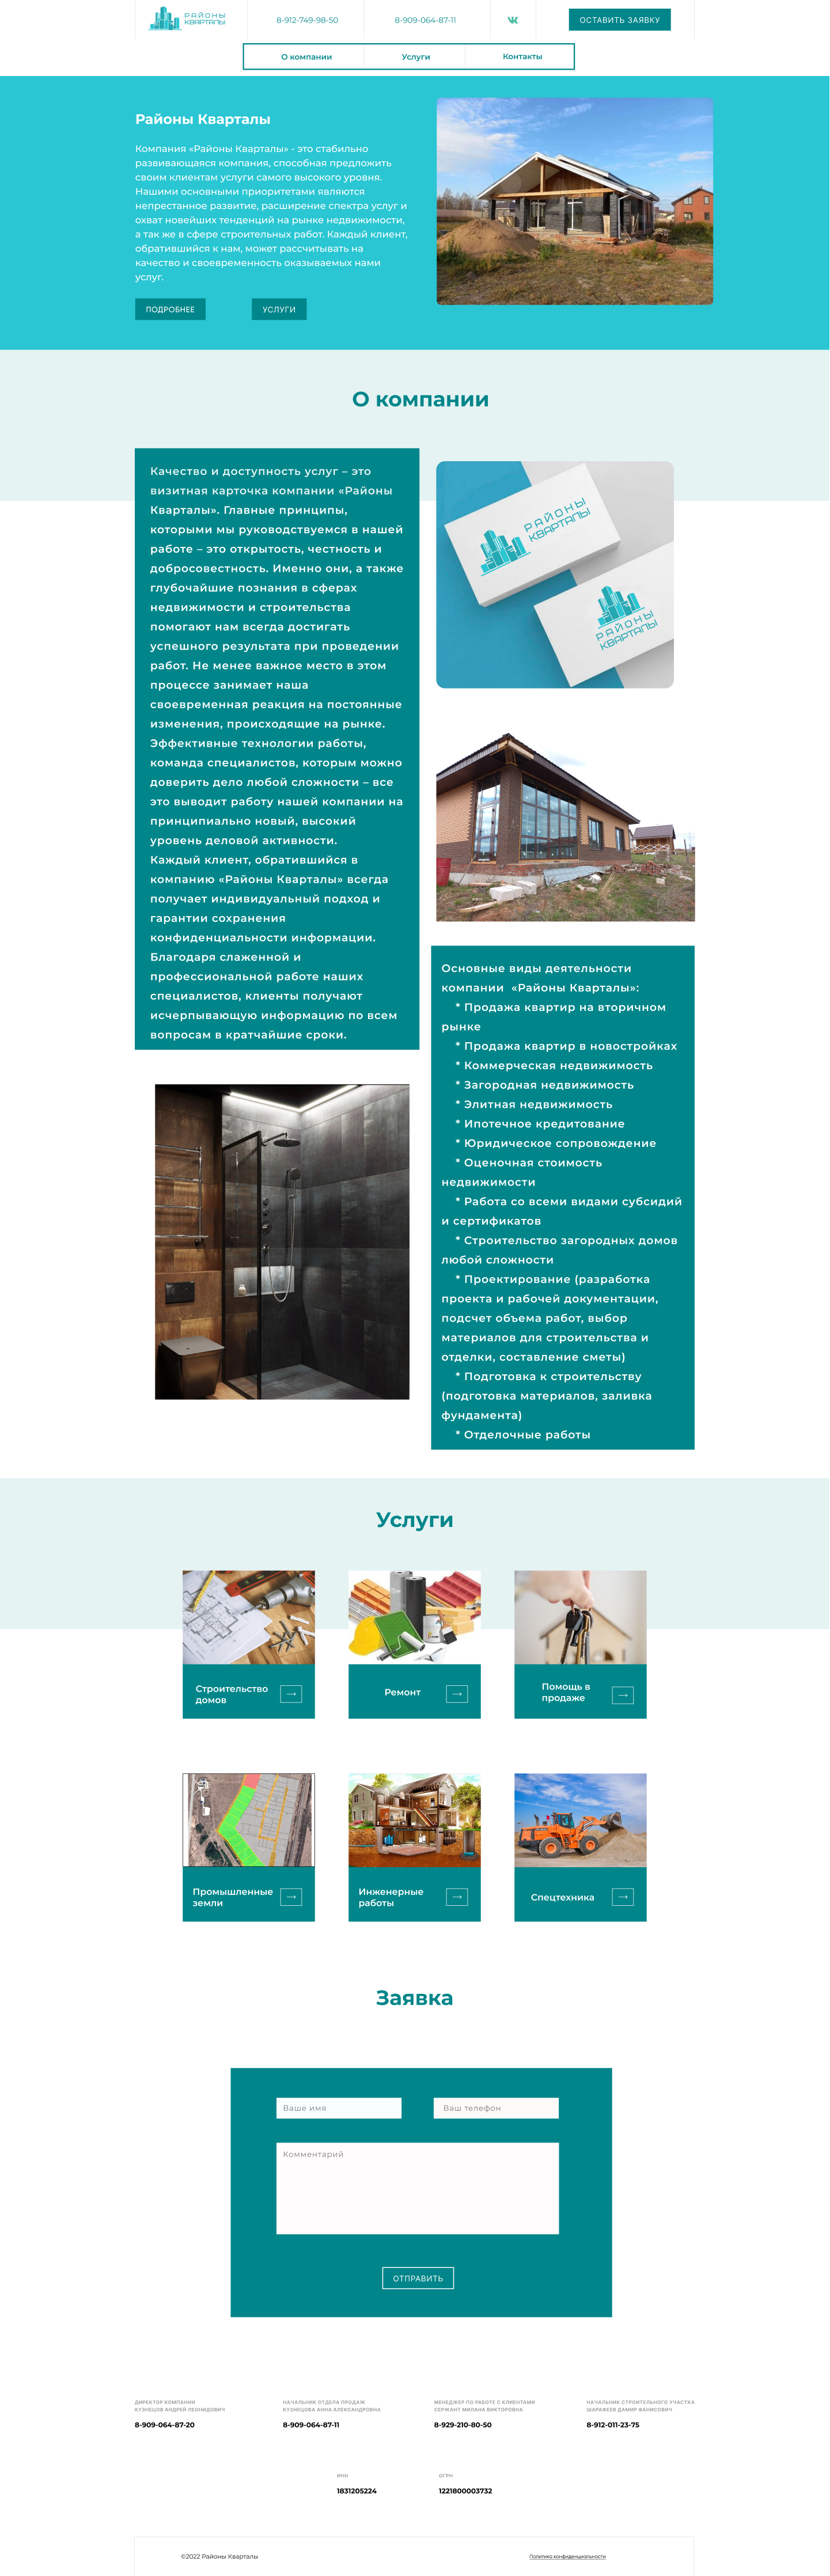 РАЙОНЫ
КВАРТАЛЫ
8-912-749-98-50
8-909-064-87-11
ОСТАВИТЬ ЗАЯВКУ
О компании
Услуги
Контакты
Районы Кварталы
Компания «Районы Кварталы» - это стабильно
развивающаяся компания, способная предложить
своим клиентам услуги самого высокого уровня.
Нашими основными приоритетами являются
непрестанное развитие, расширение спектра услуг и
охват новейших тенденций на рынке недвижимости,
а так же в сфере строительных работ. Каждый клиент,
обратившийся к нам, может рассчитывать на
качество и своевременность оказываемых нами
услуг.
ПОДРОБНЕЕ
УСЛУГИ
О компании
Качество и доступность услуг – это
визитная карточка компании «Районы
Кварталы». Главные принципы,
которыми мы руководствуемся в нашей
работе – это открытость, честность и
добросовестность. Именно они, а также
глубочайшие познания в сферах
недвижимости и строительства
помогают нам всегда достигать
успешного результата при проведении
работ. Не менее важное место в этом
процессе занимает наша
своевременная реакция на постоянные
изменения, происходящие на рынке.
Эффективные технологии работы,
команда специалистов, которым можно
доверить дело любой сложности – все
это выводит работу нашей компании на
принципиально новый, высокий
уровень деловой активности.
Каждый клиент, обратившийся в
компанию «Районы Кварталы» всегда
получает индивидуальный подход и
гарантии сохранения
конфиденциальности информации.
Благодаря слаженной и
профессиональной работе наших
специалистов, клиенты получают
исчерпывающую информацию по всем
вопросам в кратчайшие сроки.
РАЙОНЫ
КВАРТАЛЫ
РАЙОНЫ
КВАРТАЛЫ
Основные виды деятельности
компании «Районы Кварталы»:
* Продажа квартир на вторичном
рынке
* Продажа квартир в новостройках
* Коммерческая недвижимость
* Загородная недвижимость
* Элитная недвижимость
* Ипотечное кредитование
* Юридическое сопровождение
* Оценочная стоимость
недвижимости
* Работа со всеми видами субсидий
и сертификатов
* Строительство загородных домов
любой сложности
* Проектирование (разработка
проекта и рабочей документации,
подсчет объема работ, выбор
материалов для строительства и
отделки, составление сметы)
* Подготовка к строительству
(подготовка материалов, заливка
фундамента)
* Отделочные работы
Услуги
Строительство
домов
Ремонт
Помощь в
продаже
Промышленные
земли
Инженерные
работы
Спецтехника
Заявка
Ваше имя
Ваш телефон
Комментарий
ОТПРАВИТЬ
ДИРЕКТОР КОМПАНИИ
КУЗНЕЦОВ АНДРЕЙ ЛЕОНИДОВИЧ
8-909-064-87-20
НАЧАЛЬНИК ОТДЕЛА ПРОДАЖ
КУЗНЕЦОВА АННА АЛЕКСАНДРОВНА
8-909-064-87-11
МЕНЕДЖЕР ПО РАБОТЕ С КЛИЕНТАМИ
СЕРЖАНТ МИЛАНА ВИКТОРОВНА
8-929-210-80-50
НАЧАЛЬНИК СТРОИТЕЛЬНОГО УЧАСТКА
ШАРАФЕЕВ ДАМИР ФАНИСОВИЧ
8-912-011-23-75
ИНН
1831205224
ОГРН
1221800003732
©2022 Районы Кварталы
Политика конфиденциальности